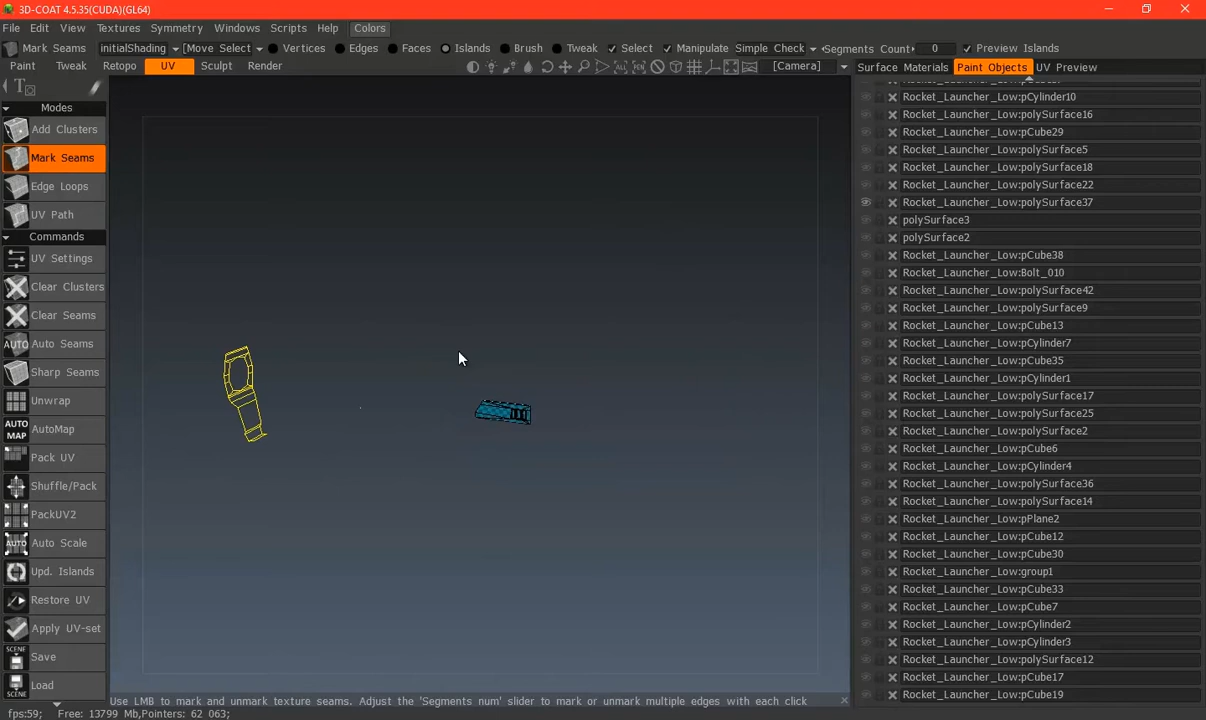 3D-COAT 4.5.35(CUDA)(GL64)
File Edit View Textures Symmetry Windows Scripts Help Colors
Mark Seams initialShading [Move Select Vertices Edges Faces Islands Brush Tweak Select Manipulate Simple Check Segments Count 0 Preview Islands
Paint Tweak Retopo UV Sculpt Render [Camera] Surface Materials Paint Objects UV Preview
Modes
Add Clusters
Mark Seams
Edge Loops
UV Path
Commands
UV Settings
Clear Clusters
Clear Seams
AUTO Auto Seams
Sharp Seams
Unwrap
AUTO MAP AutoMap
Pack UV
Shuffle/Pack
PackUV2
AUTO Auto Scale
Upd. Islands
Restore UV
Apply UV-set
SCENE Save
SCENE Load
Rocket_Launcher_Low:pCylinder10
Rocket_Launcher_Low:polySurface16
Rocket_Launcher_Low:pCube29
Rocket_Launcher_Low:polySurface5
Rocket_Launcher_Low:polySurface18
Rocket_Launcher_Low:polySurface22
Rocket_Launcher_Low:polySurface37
polySurface3
polySurface2
Rocket_Launcher_Low:pCube38
Rocket_Launcher_Low:Bolt_010
Rocket_Launcher_Low:polySurface42
Rocket_Launcher_Low:polySurface9
Rocket_Launcher_Low:pCube13
Rocket_Launcher_Low:pCylinder7
Rocket_Launcher_Low:pCube35
Rocket_Launcher_Low:pCylinder1
Rocket_Launcher_Low:polySurface17
Rocket_Launcher_Low:polySurface25
Rocket_Launcher_Low:polySurface2
Rocket_Launcher_Low:pCube6
Rocket_Launcher_Low:pCylinder4
Rocket_Launcher_Low:polySurface36
Rocket_Launcher_Low:polySurface14
Rocket_Launcher_Low:pPlane2
Rocket_Launcher_Low:pCube12
Rocket_Launcher_Low:pCube30
Rocket_Launcher_Low:group1
Rocket_Launcher_Low:pCube33
Rocket_Launcher_Low:pCube7
Rocket_Launcher_Low:pCylinder2
Rocket_Launcher_Low:pCylinder3
Rocket_Launcher_Low:polySurface12
Rocket_Launcher_Low:pCube17
Rocket_Launcher_Low:pCube19
Use LMB to mark and unmark texture seams. Adjust the 'Segments num' slider to mark or unmark multiple edges with each click
fps:59; Free: 13799 Mb,Pointers: 62 063;